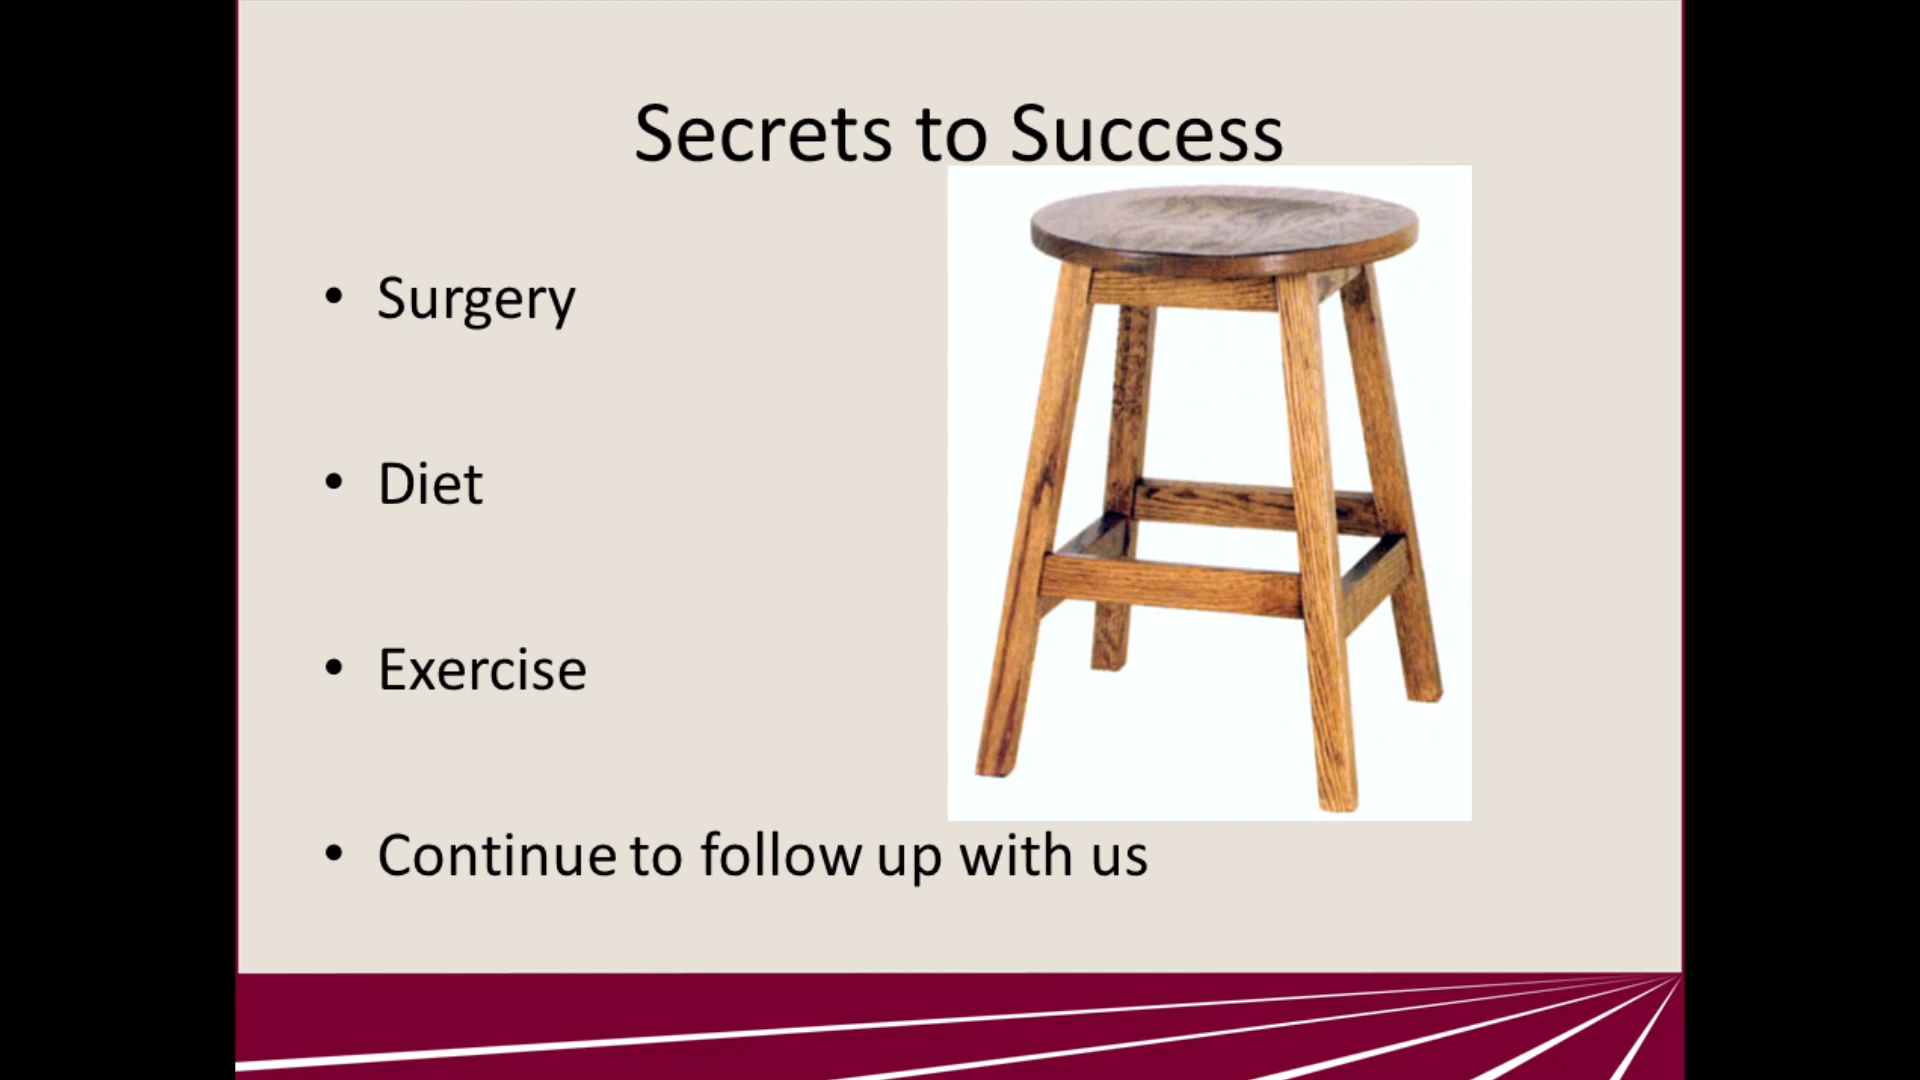 Secrets to Success
• Surgery
• Diet
• Exercise
• Continue to follow up with us